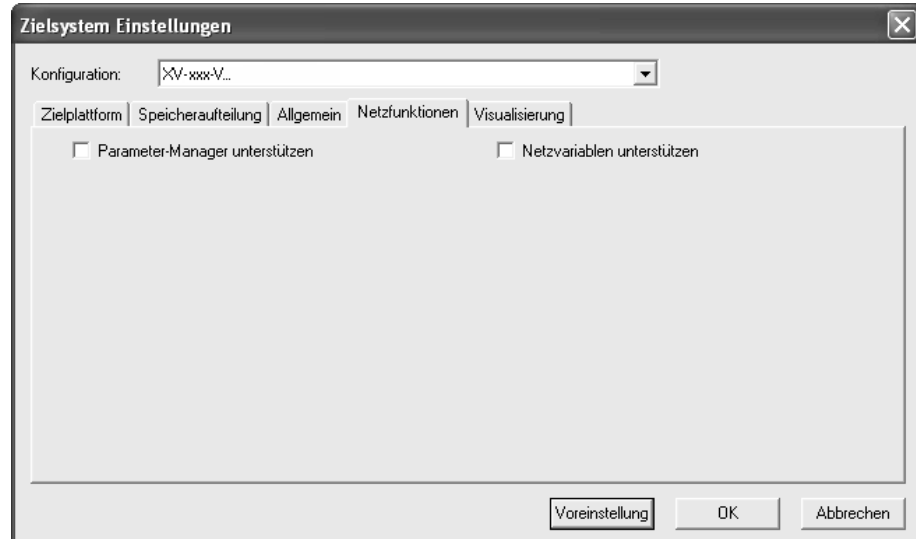 Zielsystem Einstellungen
Konfiguration: XV-xxx-V...
Zielplattform Speicheraufteilung Allgemein Netzfunktionen Visualisierung
Parameter-Manager unterstützen Netzvariablen unterstützen
Voreinstellung OK Abbrechen